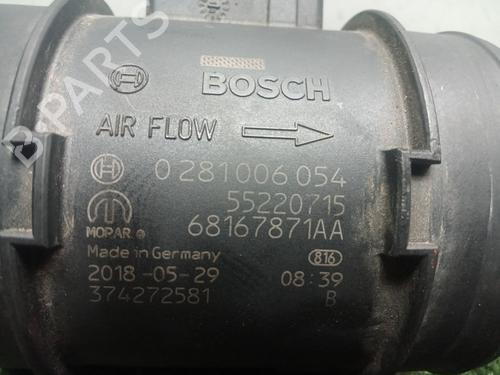 BOSCH
AIR FLOW
0 281 006 054
55220715
68167871AA
MOPAR®
Made in Germany
816
2018-05-29
08:39
374272581
B
B-PARTS